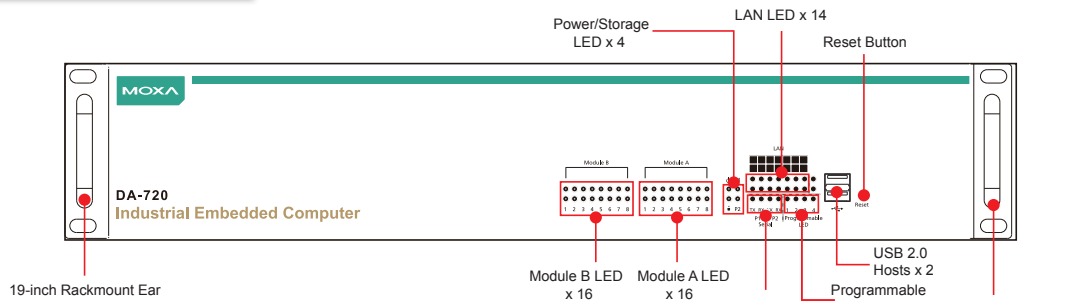 Power/Storage
LED x 4
LAN LED x 14
Reset Button
MOXA
LAN
Module B
Module A
1 2 3 4 5 6 7 8
1 2 3 4 5 6 7 8
P2
P2
Serial
LED
Reset
DA-720
Industrial Embedded Computer
19-inch Rackmount Ear
Module B LED
x 16
Module A LED
x 16
USB 2.0
Hosts x 2
Programmable